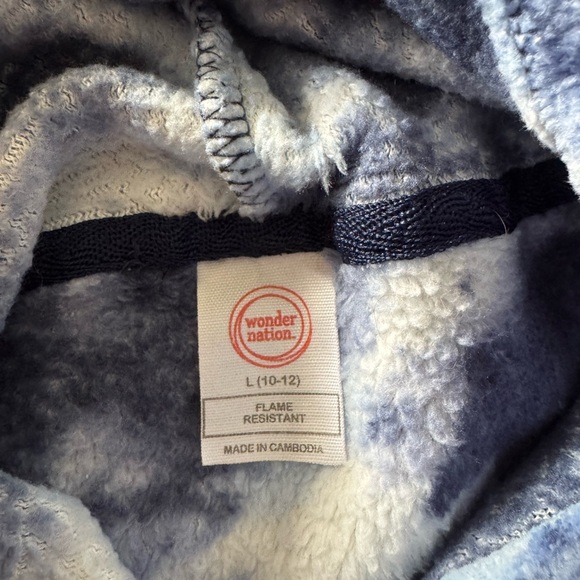 wonder
nation.
L (10-12)
FLAME
RESISTANT
MADE IN CAMBODIA